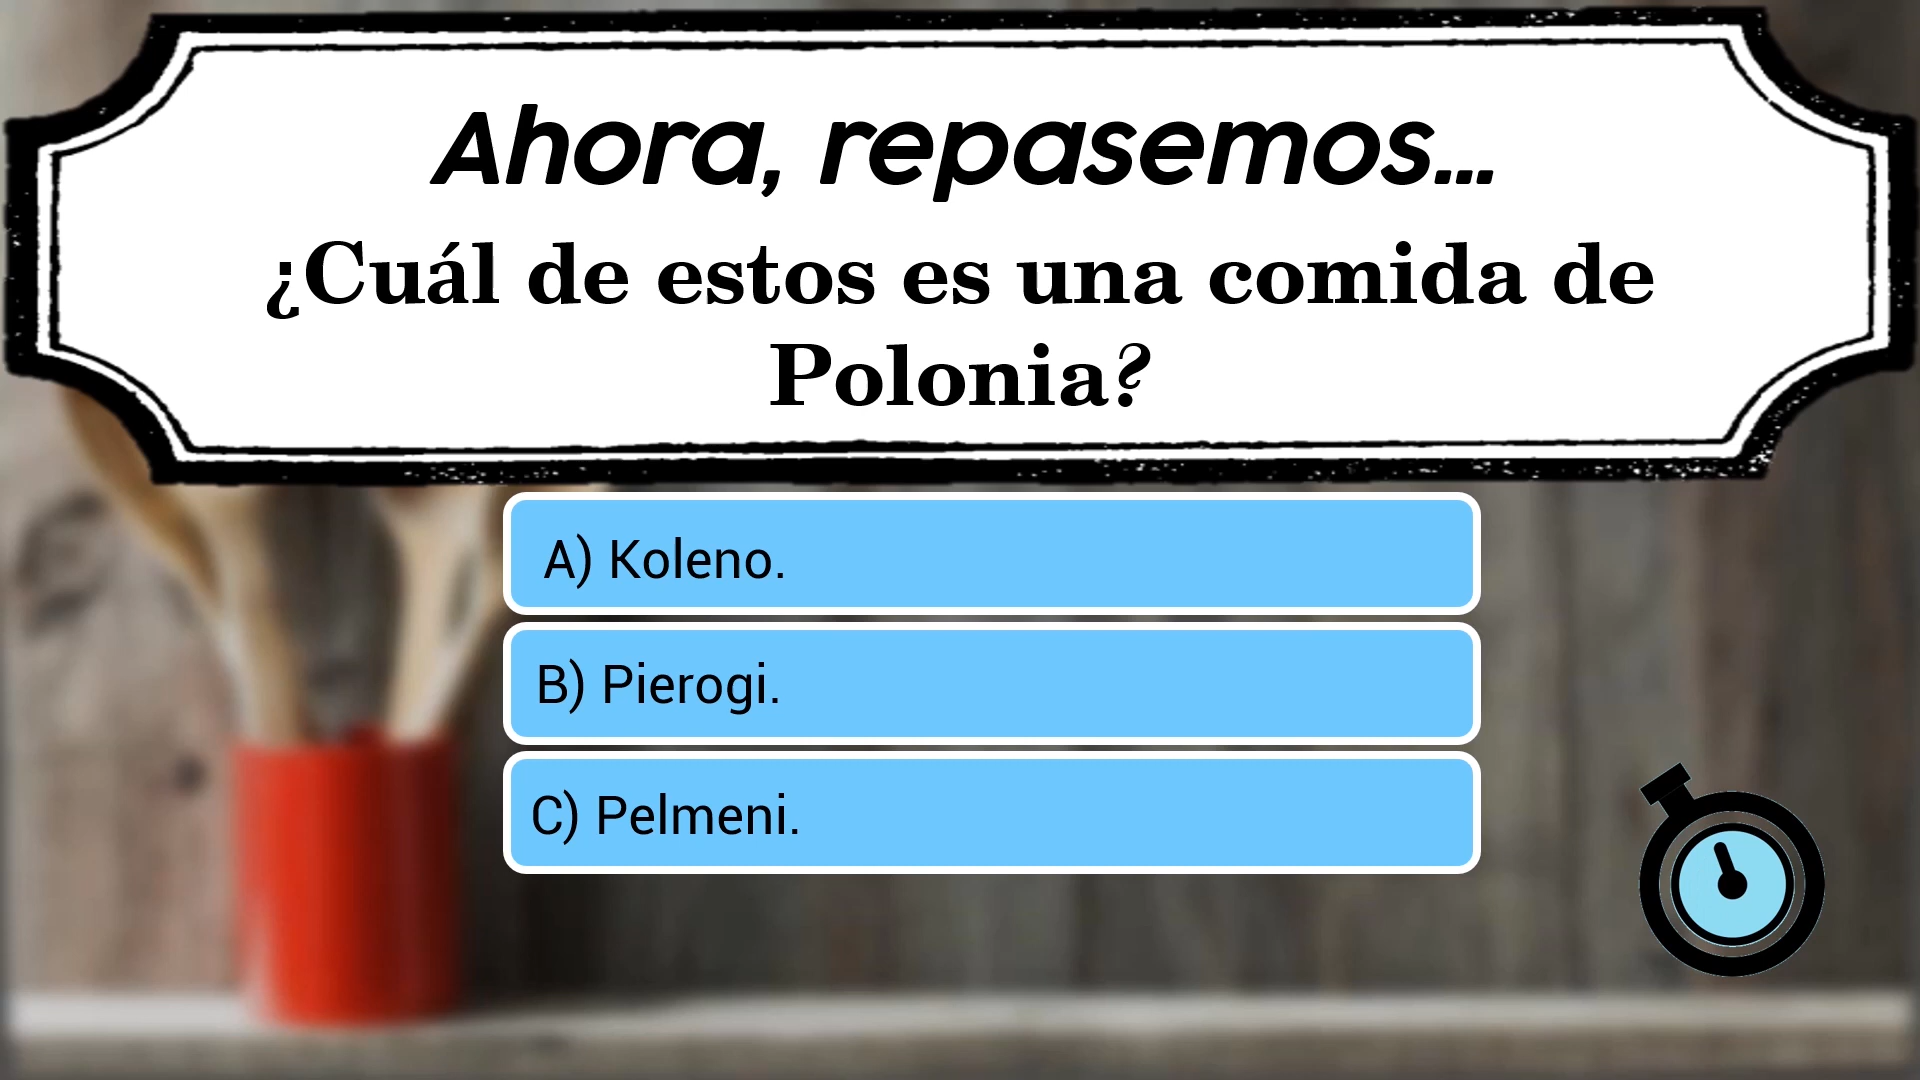 Ahora, repasemos...
¿Cuál de estos es una comida de
Polonia?
A) Koleno.
B) Pierogi.
C) Pelmeni.